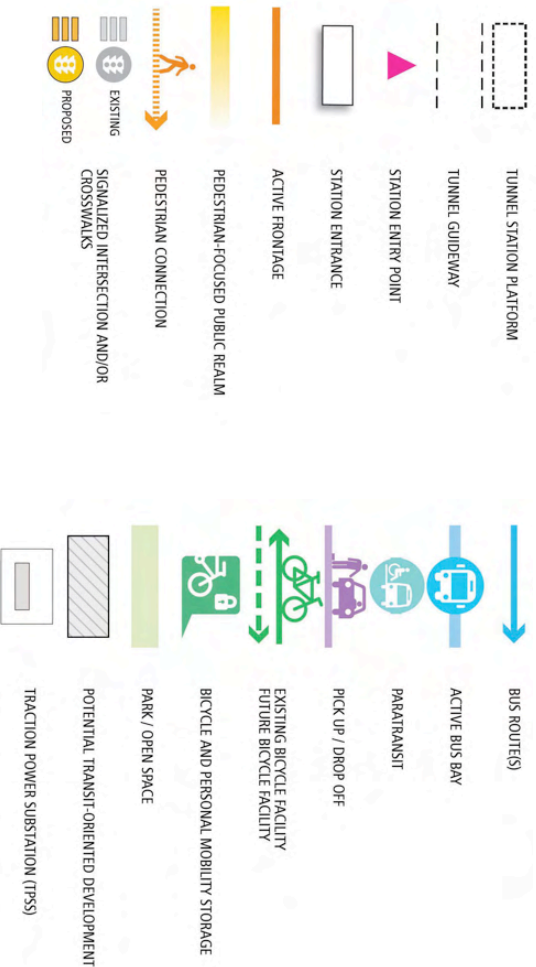 TUNNEL STATION PLATFORM
TUNNEL GUIDEWAY
STATION ENTRY POINT
STATION ENTRANCE
ACTIVE FRONTAGE
PEDESTRIAN-FOCUSED PUBLIC REALM
PEDESTRIAN CONNECTION
EXISTING
PROPOSED
SIGNALIZED INTERSECTION AND/OR
CROSSWALKS
BUS ROUTE(S)
ACTIVE BUS BAY
PARATRANSIT
PICK UP / DROP OFF
EXISTING BICYCLE FACILITY
FUTURE BICYCLE FACILITY
BICYCLE AND PERSONAL MOBILITY STORAGE
PARK / OPEN SPACE
POTENTIAL TRANSIT-ORIENTED DEVELOPMENT
TRACTION POWER SUBSTATION (TPSS)